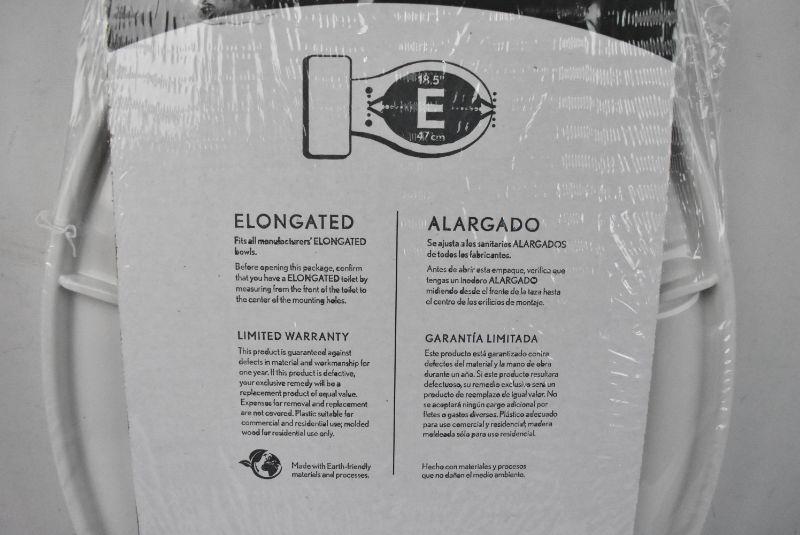 18.5"
E
47cm
ELONGATED
Fits all manufacturers' ELONGATED
bowls.
Before opening this package, confirm
that you have a ELONGATED toilet by
measuring from the front of the toilet to
the center of the mounting holes.
LIMITED WARRANTY
This product is guaranteed against
defects in material and workmanship for
one year. If this product is defective,
your exclusive remedy will be a
replacement product of equal value.
Expenses for removal and replacement
are not covered. Plastic suitable for
commercial and residential use; molded
wood for residential use only.
Made with Earth-friendly
materials and processes.
ALARGADO
Se ajusta a los sanitarios ALARGADOS
de todos los fabricantes.
Antes de abrir esta empaque, verifica que
tengas un inodoro ALARGADO
midiendo desde el frente de la taza hasta
el centro de los orificios de montaje.
GARANTÍA LIMITADA
Este producto está garantizado contra
defectos del material y la mano de obra
durante un año. Si este producto resultara
defectuoso, su remedio exclusivo será un
producto de reemplazo de igual valor. No
se aceptará ningún cargo adicional por
fletes o gastos diversos. Plástico adecuado
para uso comercial y residencial; madera
moldeada sólo para uso residencial.
Hecho con materiales y procesos
que no dañan el medio ambiente.